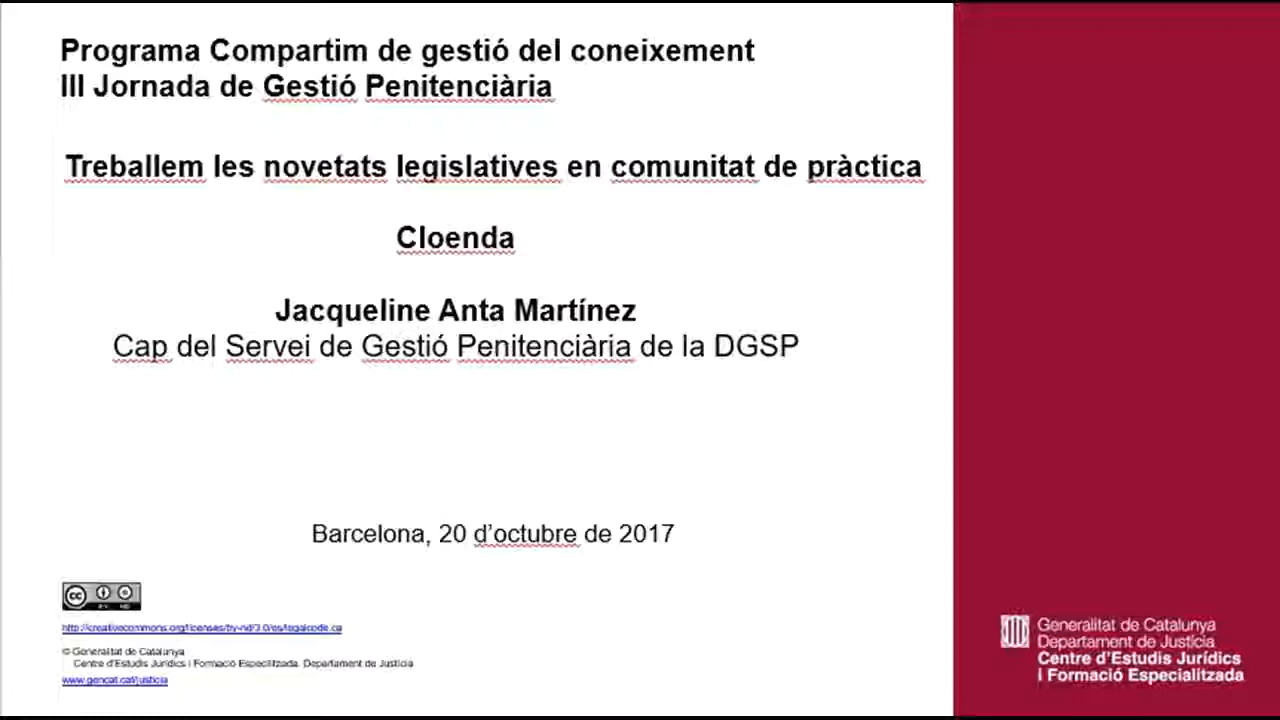 Programa Compartim de gestió del coneixement
III Jornada de Gestió Penitenciària
Treballem les novetats legislatives en comunitat de pràctica
Cloenda
Jacqueline Anta Martínez
Cap del Servei de Gestió Penitenciària de la DGSP
Barcelona, 20 d’octubre de 2017
cc
BY ND
http://creativecommons.org/licenses/by-nd/3.0/es/legalcode.ca
© Generalitat de Catalunya
Centre d'Estudis Jurídics i Formació Especialitzada. Departament de Justícia
www.gencat.cat/justicia
Generalitat de Catalunya
Departament de Justícia
Centre d’Estudis Jurídics
i Formació Especialitzada